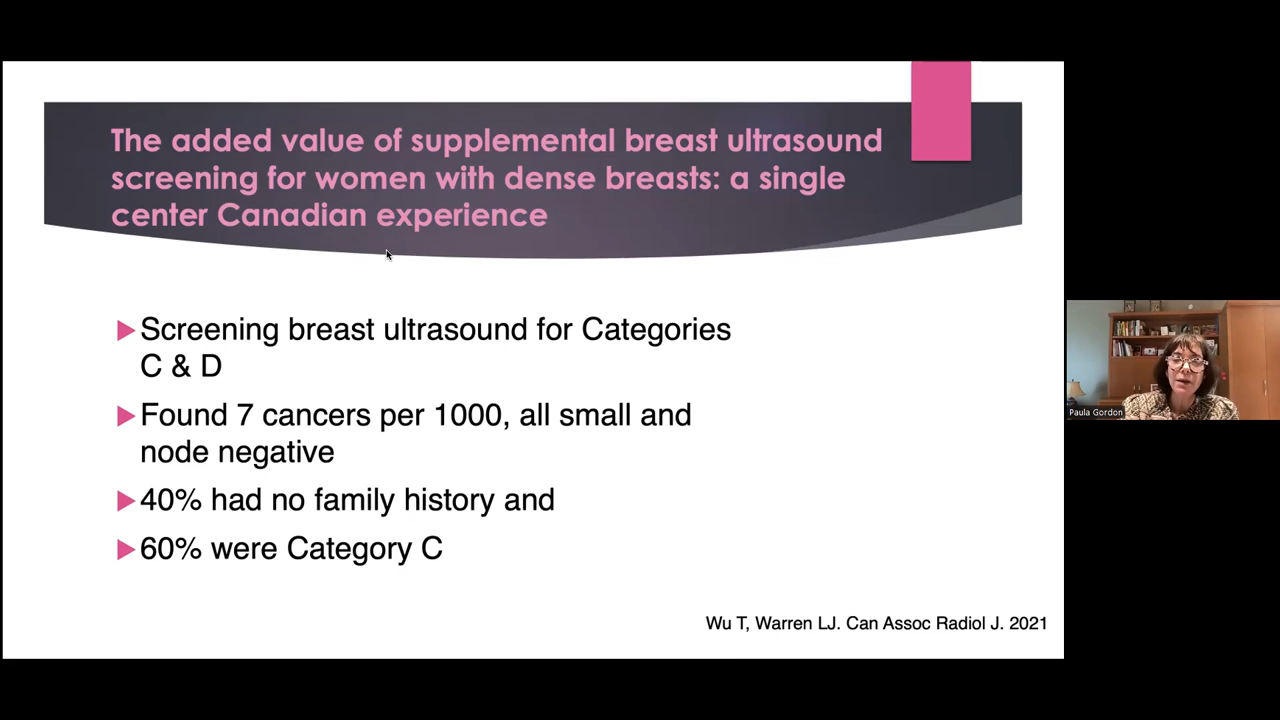 The added value of supplemental breast ultrasound
screening for women with dense breasts: a single
center Canadian experience
Screening breast ultrasound for Categories
C & D
Found 7 cancers per 1000, all small and
node negative
40% had no family history and
60% were Category C
Wu T, Warren LJ. Can Assoc Radiol J. 2021
Paula Gordon